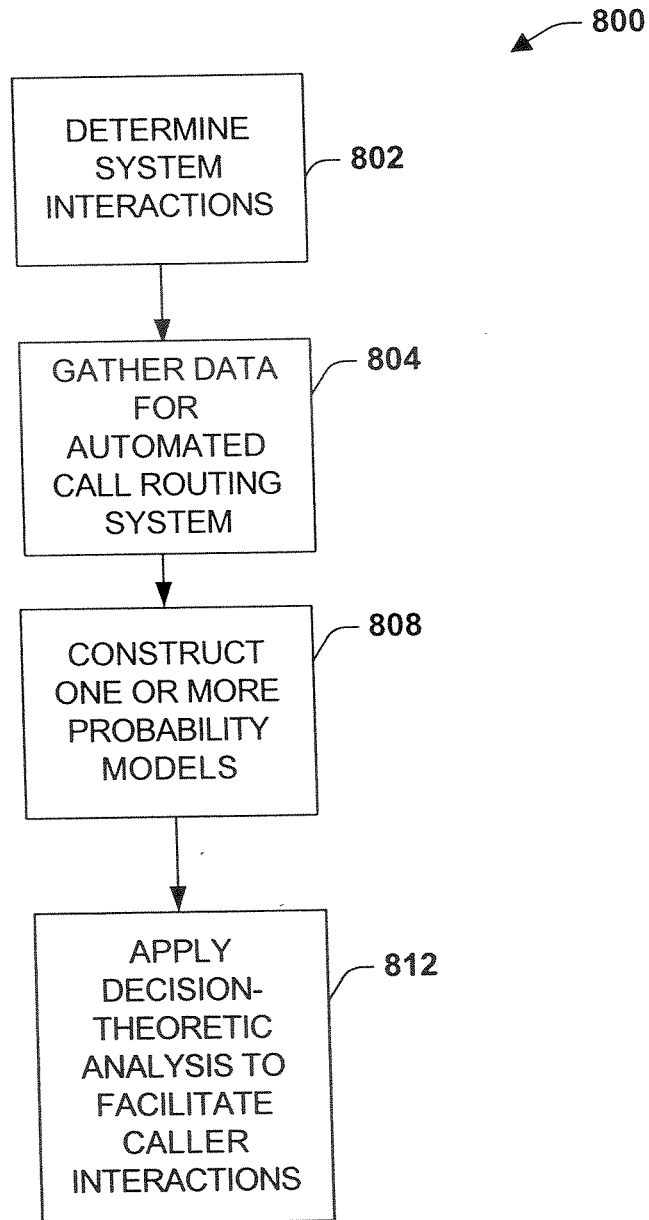 800
DETERMINE
SYSTEM
INTERACTIONS
802
GATHER DATA
FOR
AUTOMATED
CALL ROUTING
SYSTEM
804
CONSTRUCT
ONE OR MORE
PROBABILITY
MODELS
808
APPLY
DECISION-
THEORETIC
ANALYSIS TO
FACILITATE
CALLER
INTERACTIONS
812